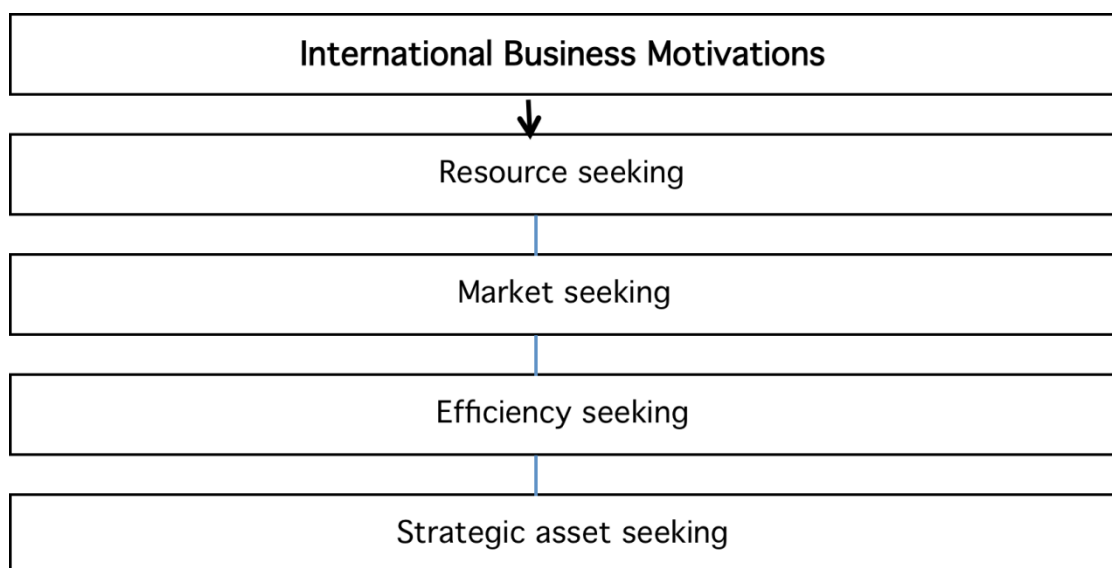 International Business Motivations
Resource seeking
Market seeking
Efficiency seeking
Strategic asset seeking